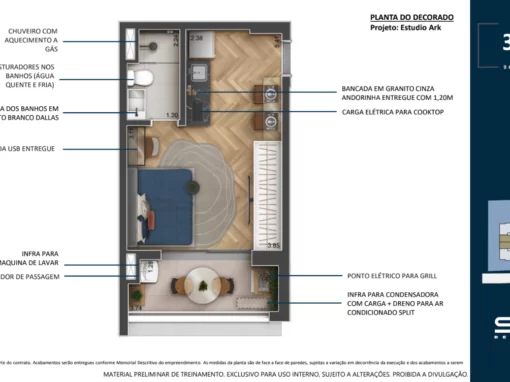 PLANTA DO DECORADO
Projeto: Estudio Ark
CHUVEIRO COM
AQUECIMENTO A
GÁS
STURADORES NOS
BANHOS (ÁGUA
QUENTE E FRIA)
A DOS BANHOS EM
TO BRANCO DALLAS
DA USB ENTREGUE
INFRA PARA
MAQUINA DE LAVAR
DOR DE PASSAGEM
BANCADA EM GRANITO CINZA
ANDORINHA ENTREGUE COM 1,20M
CARGA ELÉTRICA PARA COOKTOP
PONTO ELÉTRICO PARA GRILL
INFRA PARA CONDENSADORA
COM CARGA + DRENO PARA AR
CONDICIONADO SPLIT
2.34
1.30
3.85
3
rte do contrato. Acabamentos serão entregues conforme Memorial Descritivo do empreendimento. As medidas da planta são de face a face de paredes, sujeitas a variação em decorrência da execução e dos acabamentos a serem
MATERIAL PRELIMINAR DE TREINAMENTO. EXCLUSIVO PARA USO INTERNO, SUJEITO A ALTERAÇÕES. PROIBIDA A DIVULGAÇÃO.